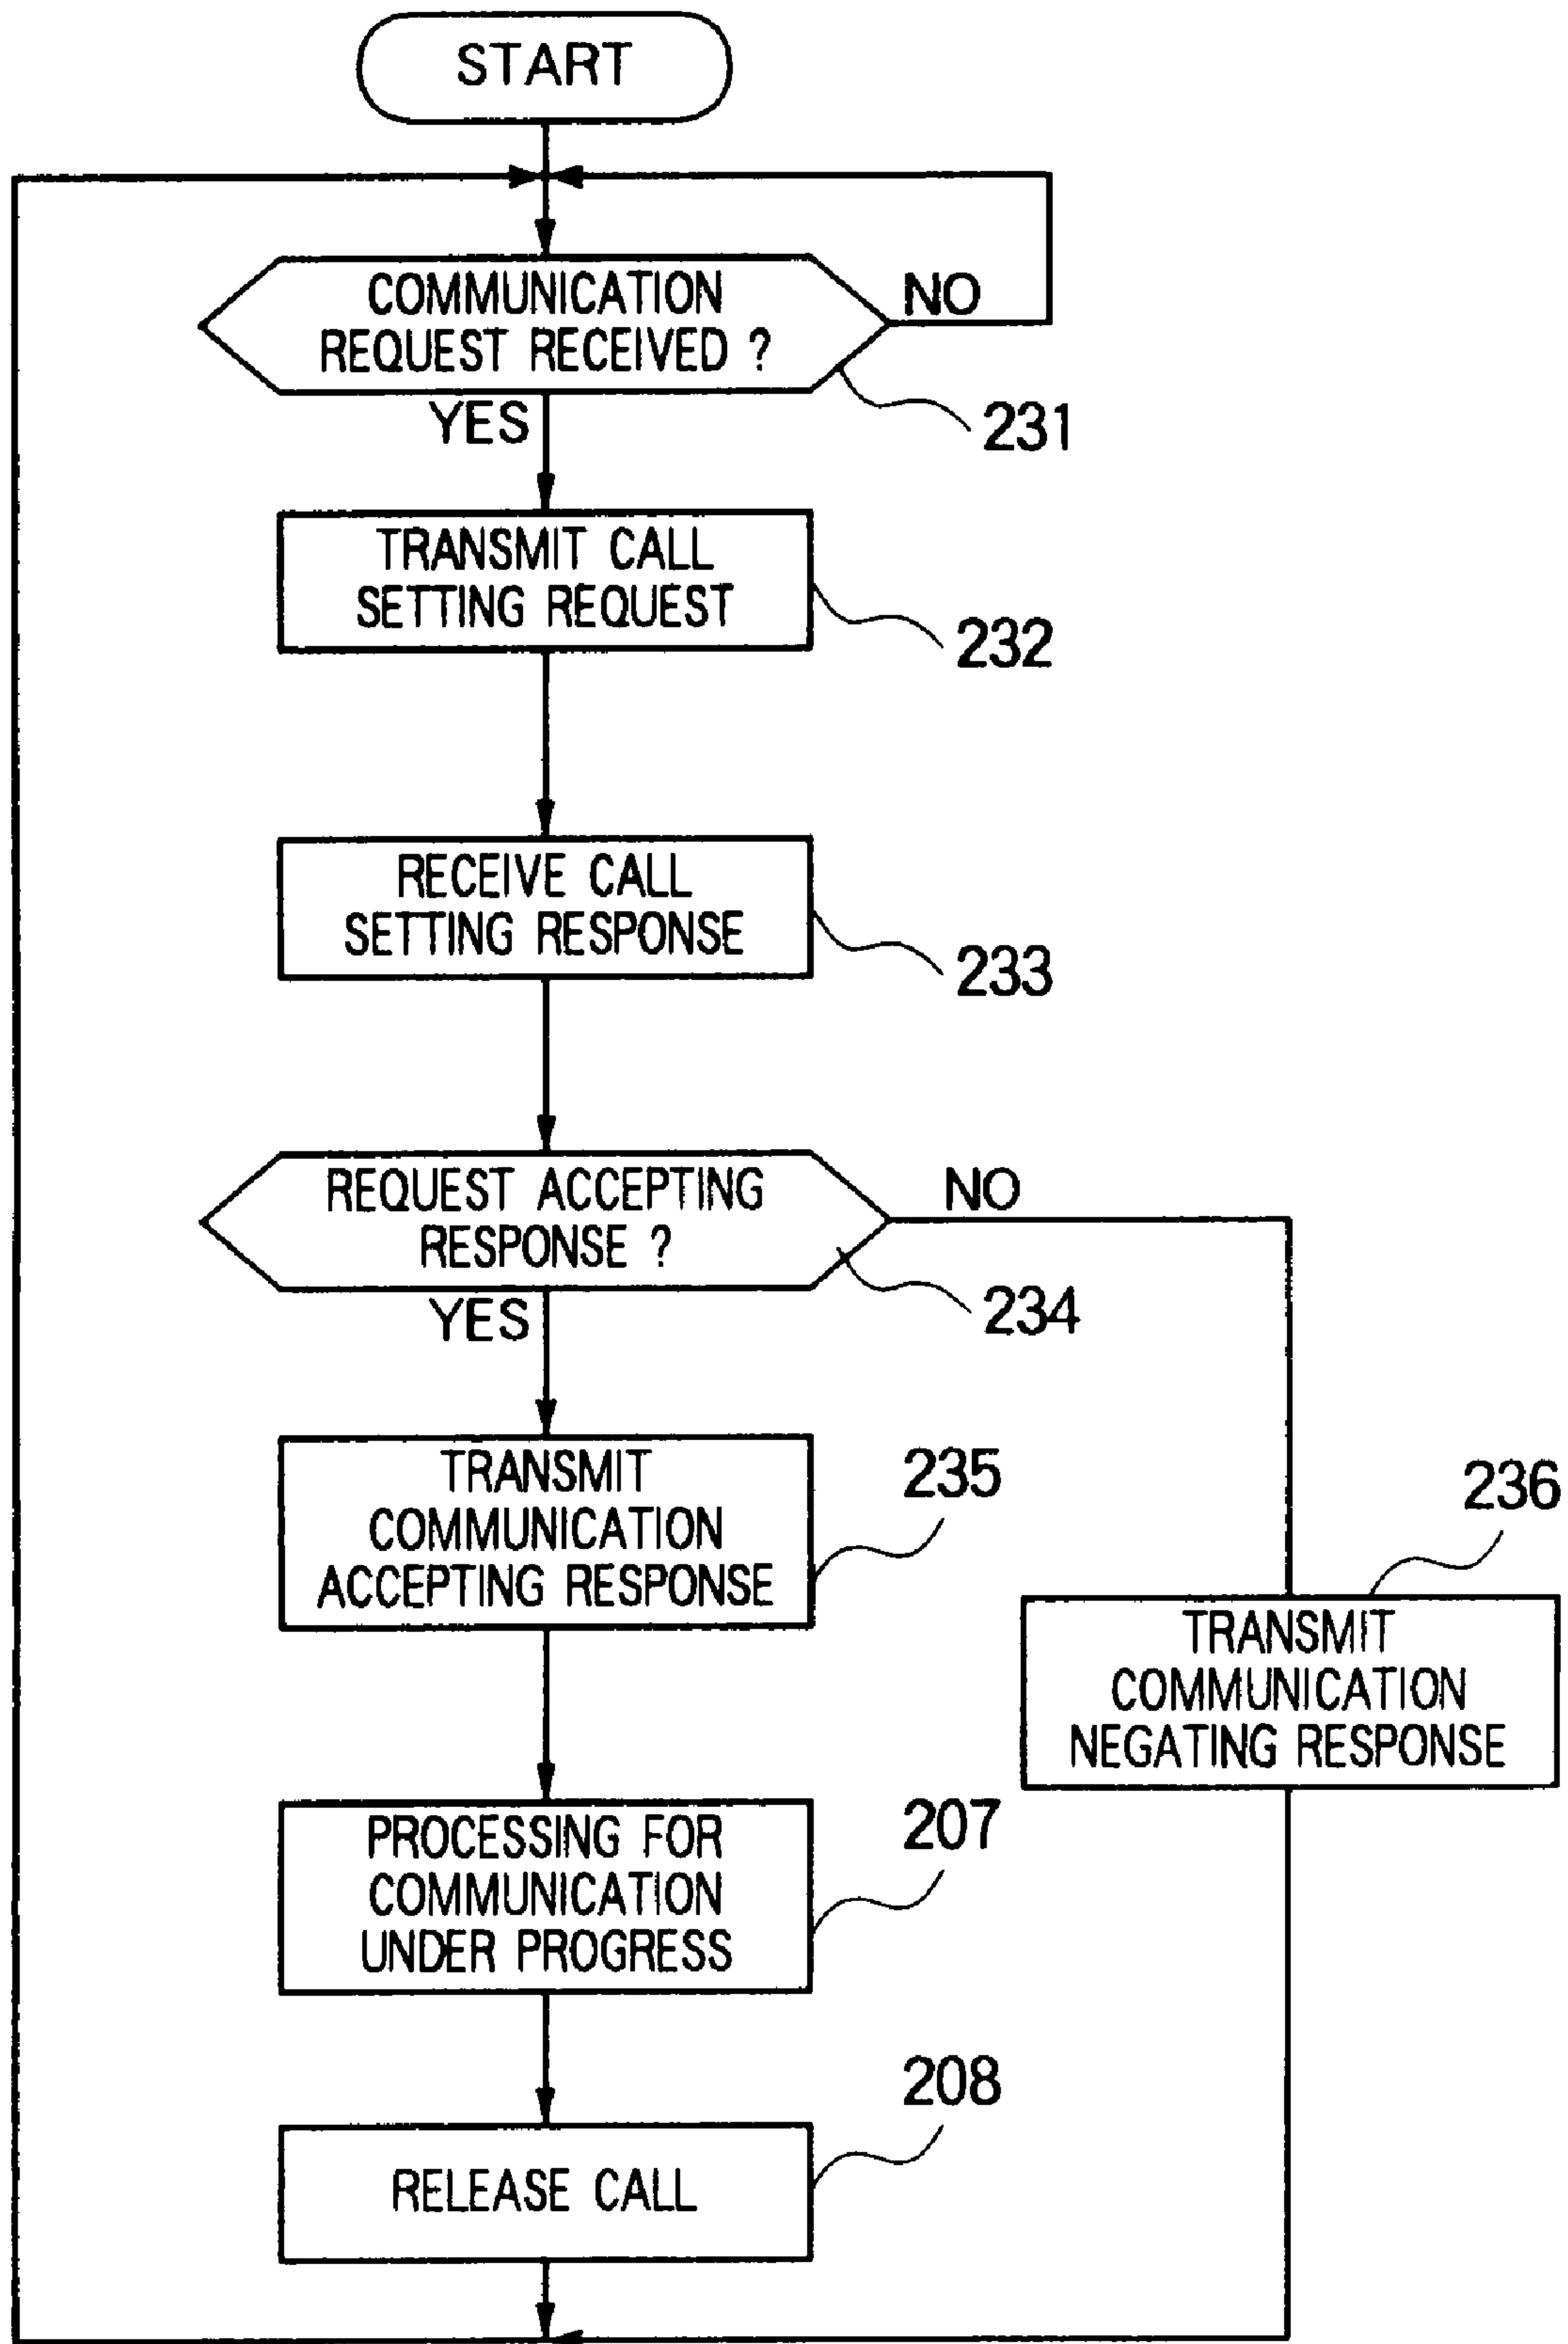 START
COMMUNICATION
REQUEST RECEIVED ?
NO
YES
231
TRANSMIT CALL
SETTING REQUEST
232
RECEIVE CALL
SETTING RESPONSE
233
REQUEST ACCEPTING
RESPONSE ?
NO
YES
234
TRANSMIT
COMMUNICATION
ACCEPTING RESPONSE
235
236
TRANSMIT
COMMUNICATION
NEGATING RESPONSE
PROCESSING FOR
COMMUNICATION
UNDER PROGRESS
207
RELEASE CALL
208